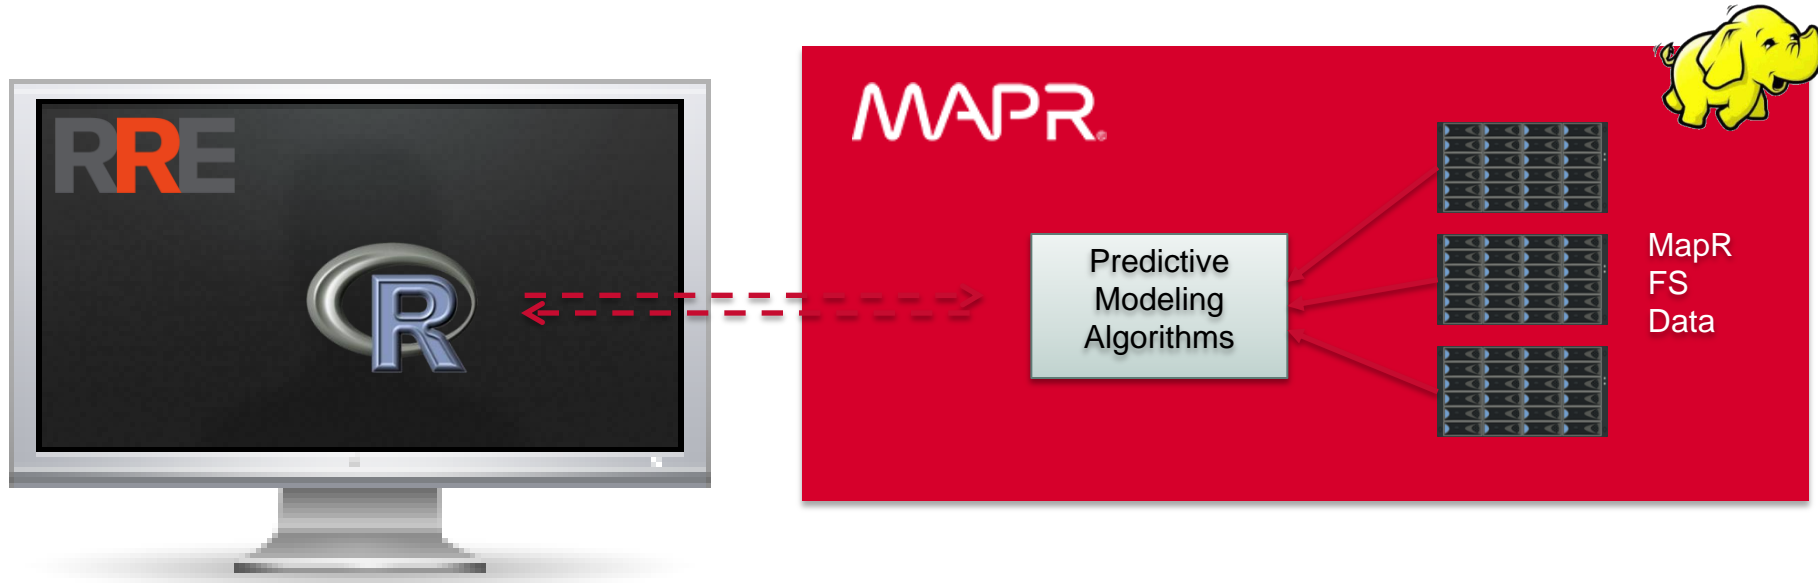 RRE
R
MAPR®
Predictive
Modeling
Algorithms
MapR
FS
Data